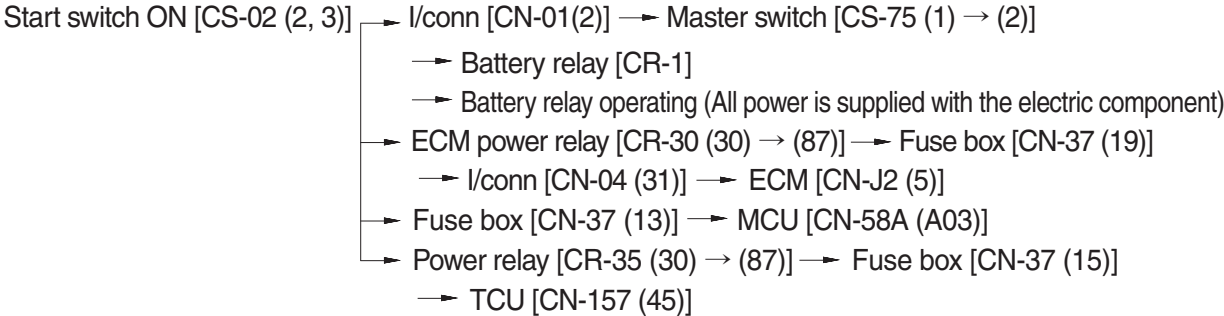 Start switch ON [CS-02 (2, 3)] I/conn [CN-01(2)] → Master switch [CS-75 (1) → (2)]
→ Battery relay [CR-1]
→ Battery relay operating (All power is supplied with the electric component)
→ ECM power relay [CR-30 (30) → (87)] → Fuse box [CN-37 (19)]
→ I/conn [CN-04 (31)] → ECM [CN-J2 (5)]
→ Fuse box [CN-37 (13)] → MCU [CN-58A (A03)]
→ Power relay [CR-35 (30) → (87)] → Fuse box [CN-37 (15)]
→ TCU [CN-157 (45)]